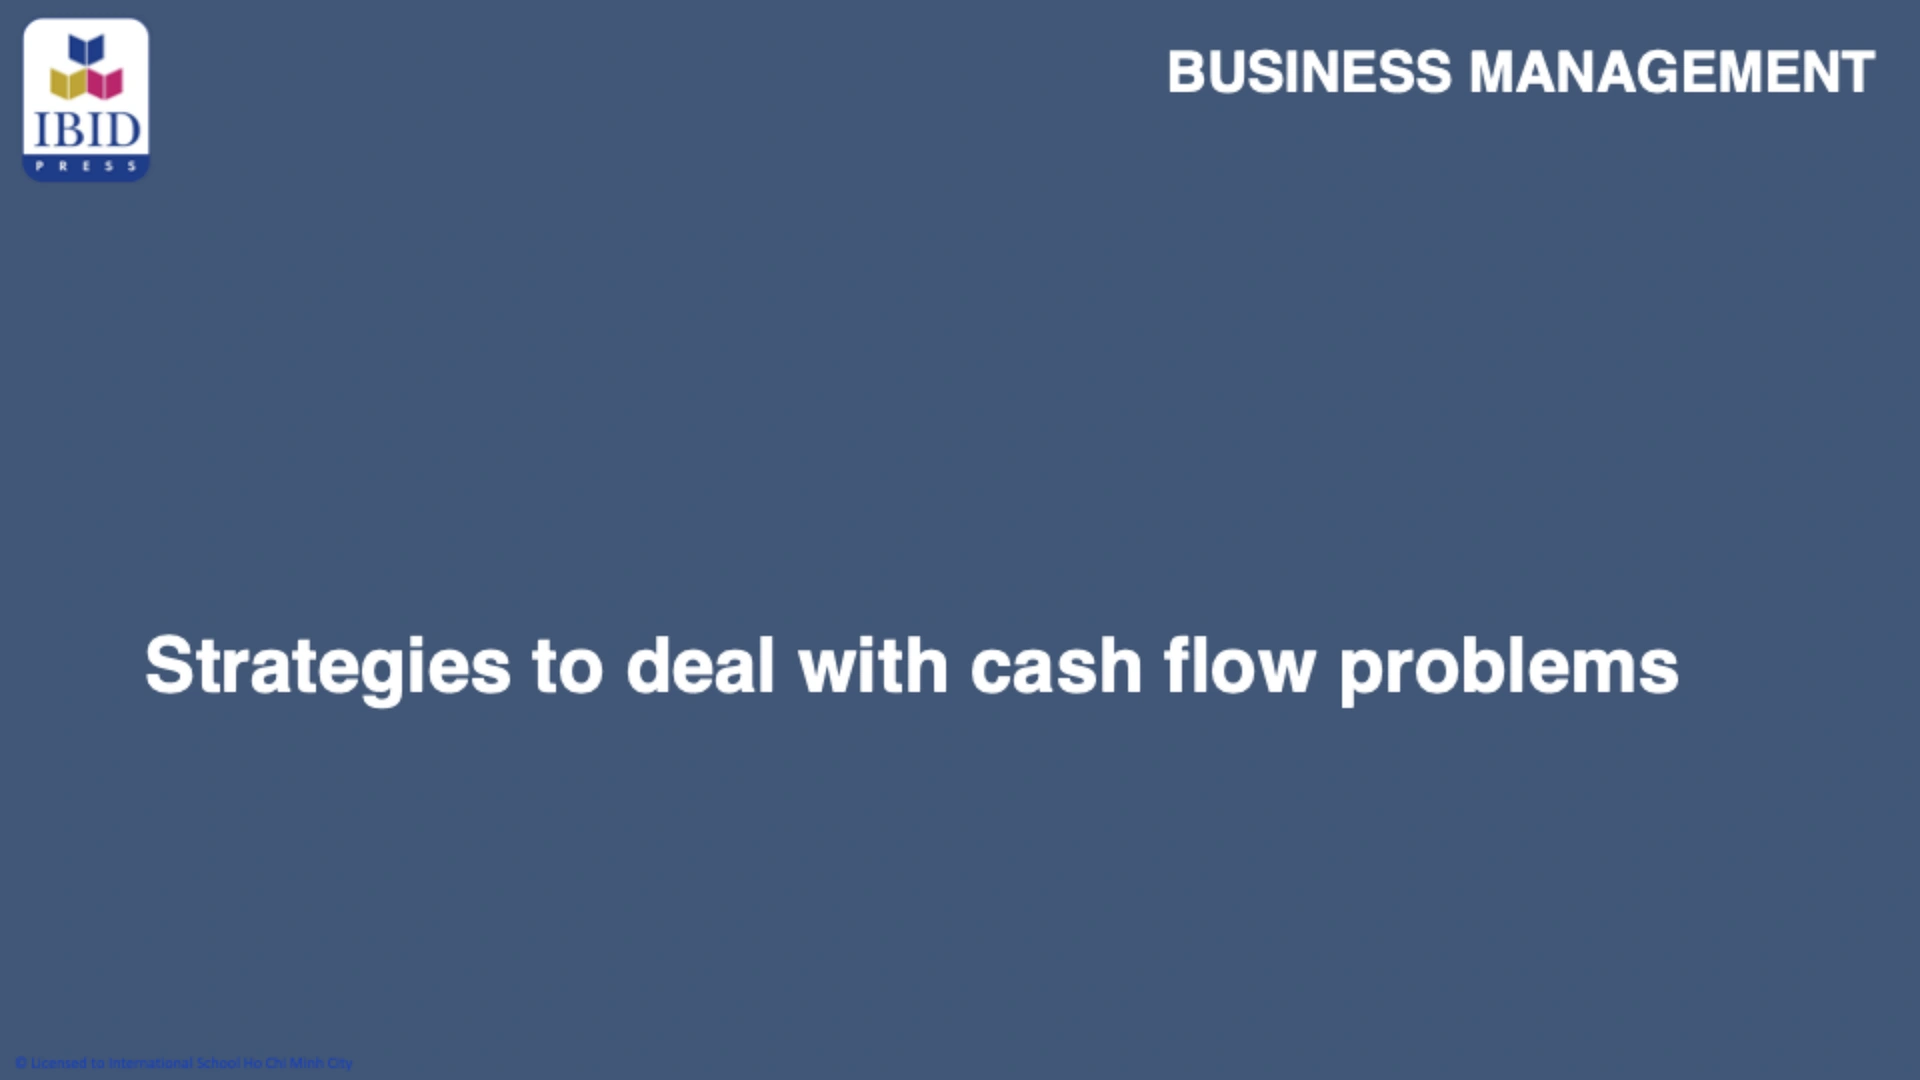 IBID
PRESS
BUSINESS MANAGEMENT
Strategies to deal with cash flow problems
© Licensed to International School Ho Chi Minh City